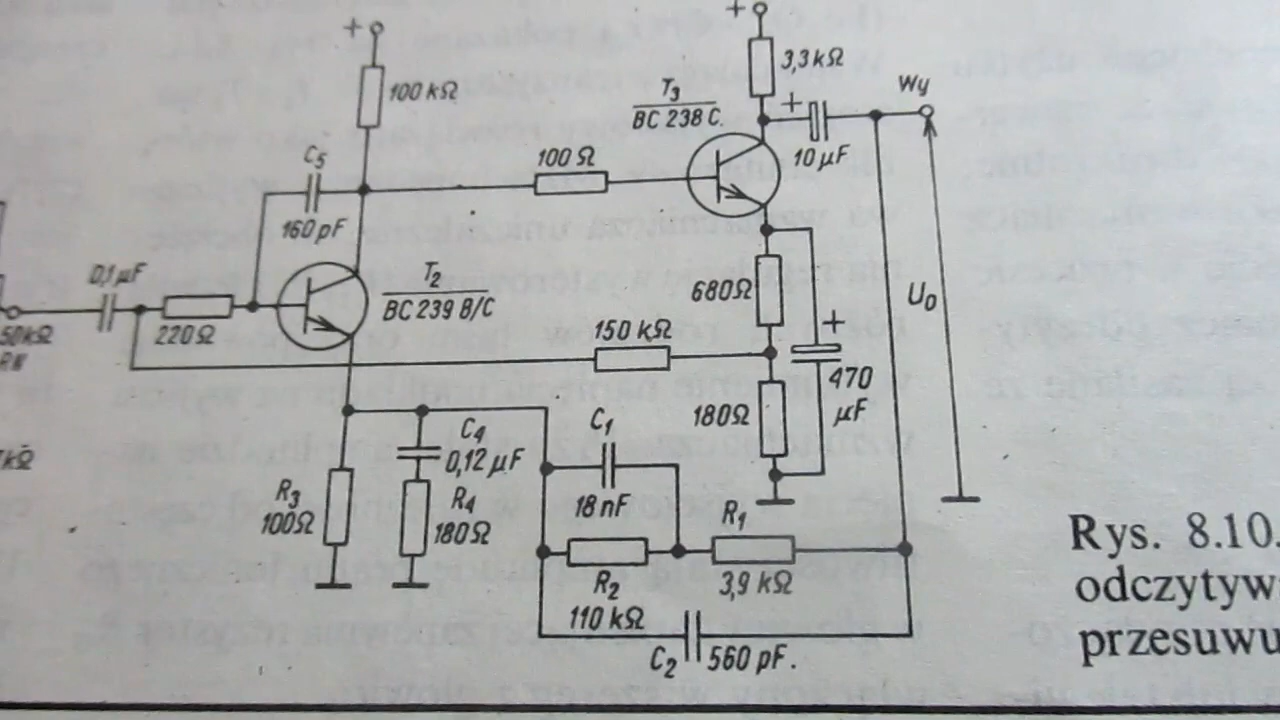 +
100 kΩ
C5
160 pF
0,1 µF
220 Ω
T2
BC 239 B/C
50kΩ
kΩ
100 Ω
T3
BC 238 C.
+
3,3 kΩ
+
10 µF
Wy
U0
680Ω
150 kΩ
+
470
µF
180Ω
C4
0,12 µF
R3
100Ω
R4
180Ω
C1
18 nF
R1
3,9 kΩ
R2
110 kΩ
C2
560 pF.
Rys. 8.10.
odczytyw
przesuwu